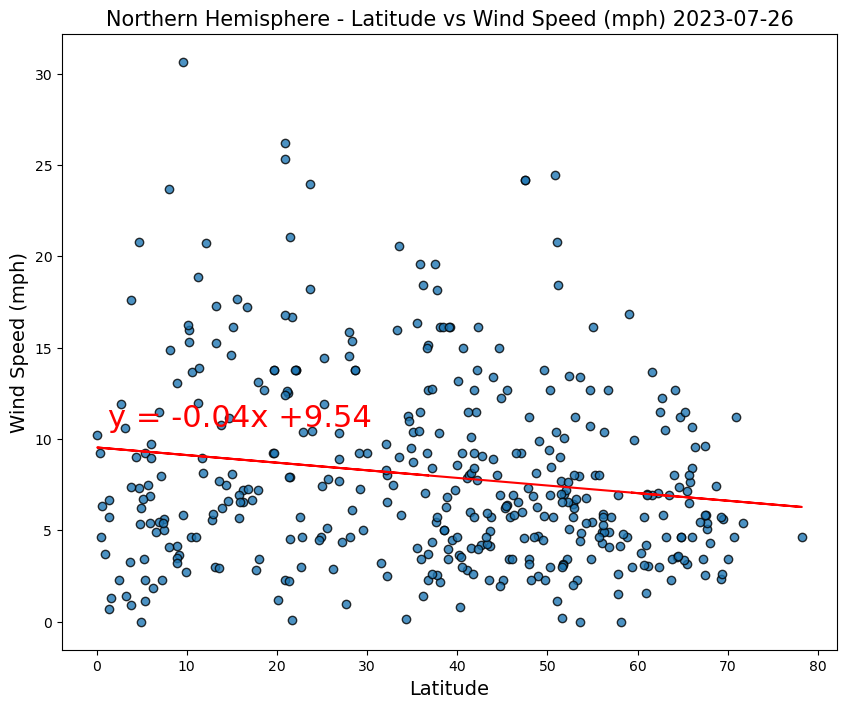 Northern Hemisphere - Latitude vs Wind Speed (mph) 2023-07-26
Wind Speed (mph)
30
25
20
15
10
5
0
y = -0.04x +9.54
0 10 20 30 40 50 60 70 80
Latitude